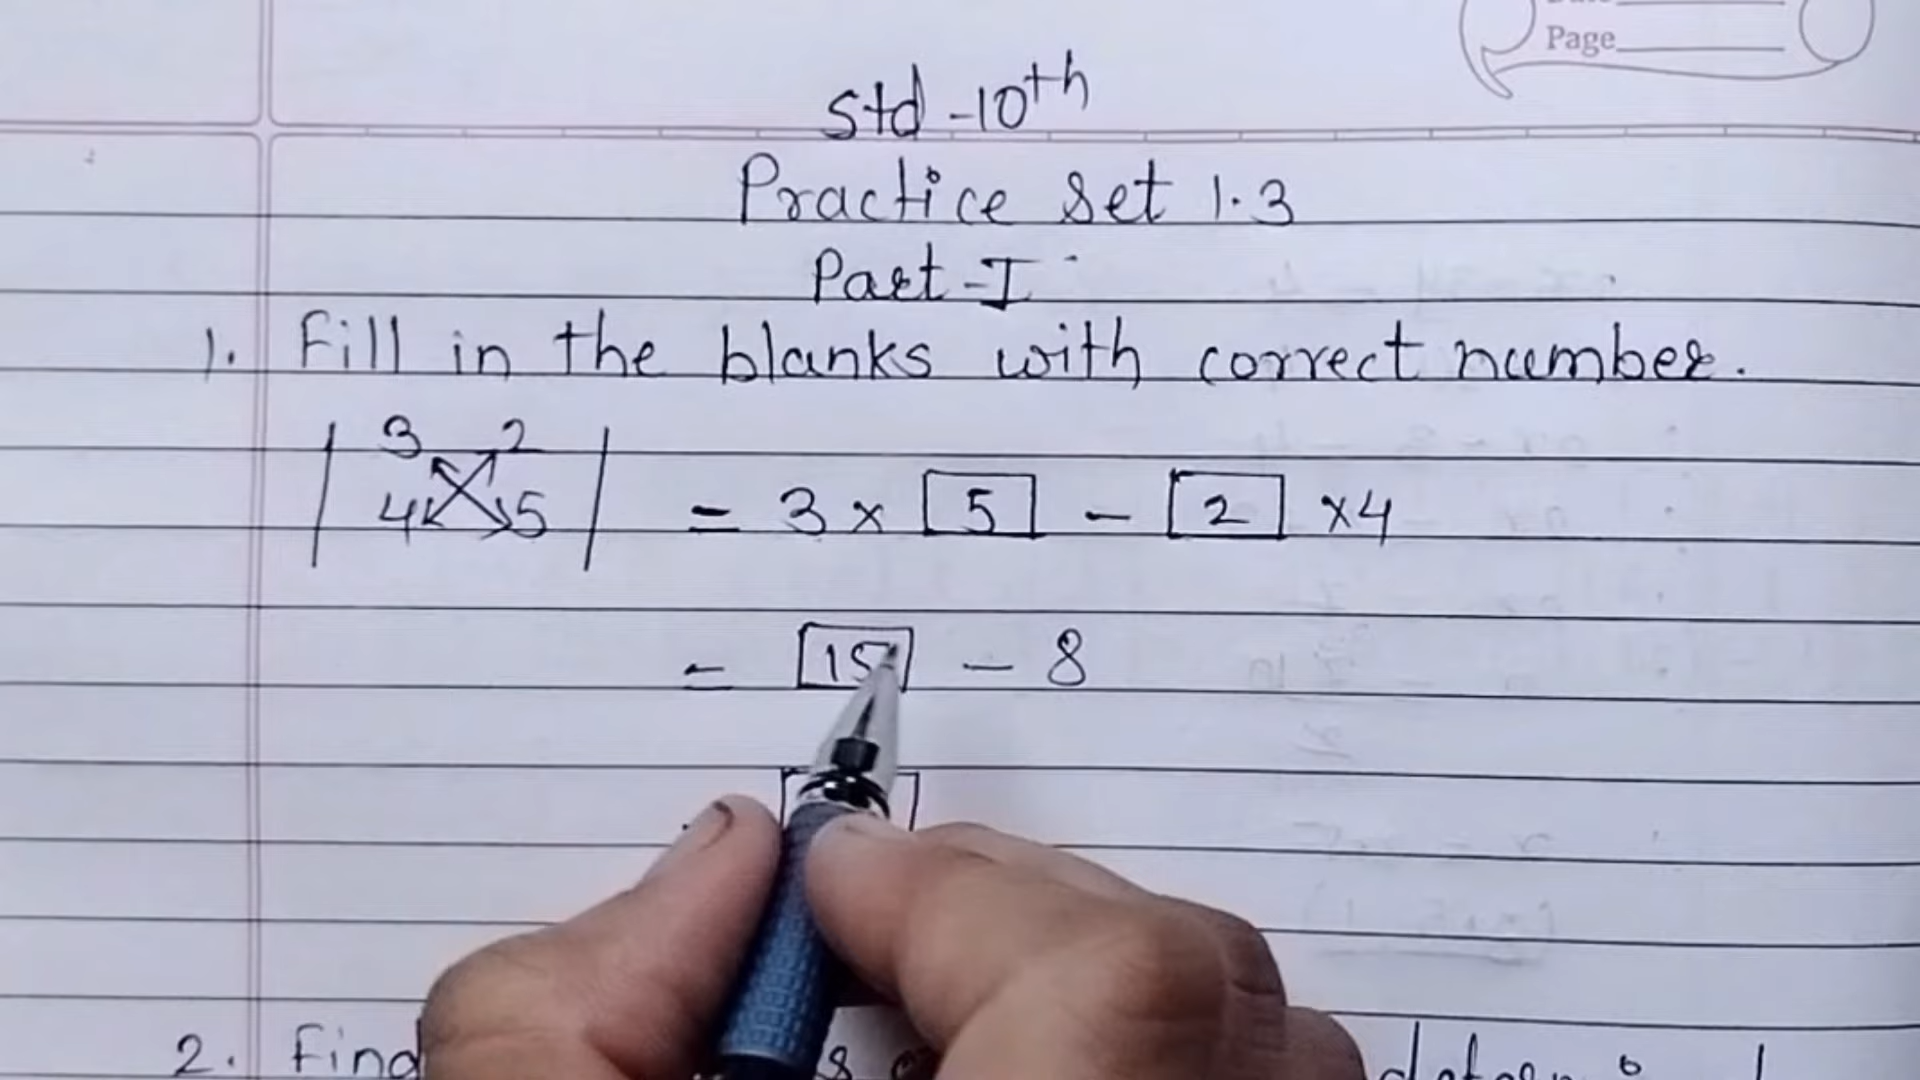 Page
Std -10th
Practice set 1.3
Part-I
1. Fill in the blanks with correct number.
3 2
4 5
= 3 × 5 - 2 ×4
= 15 - 8
2. Find